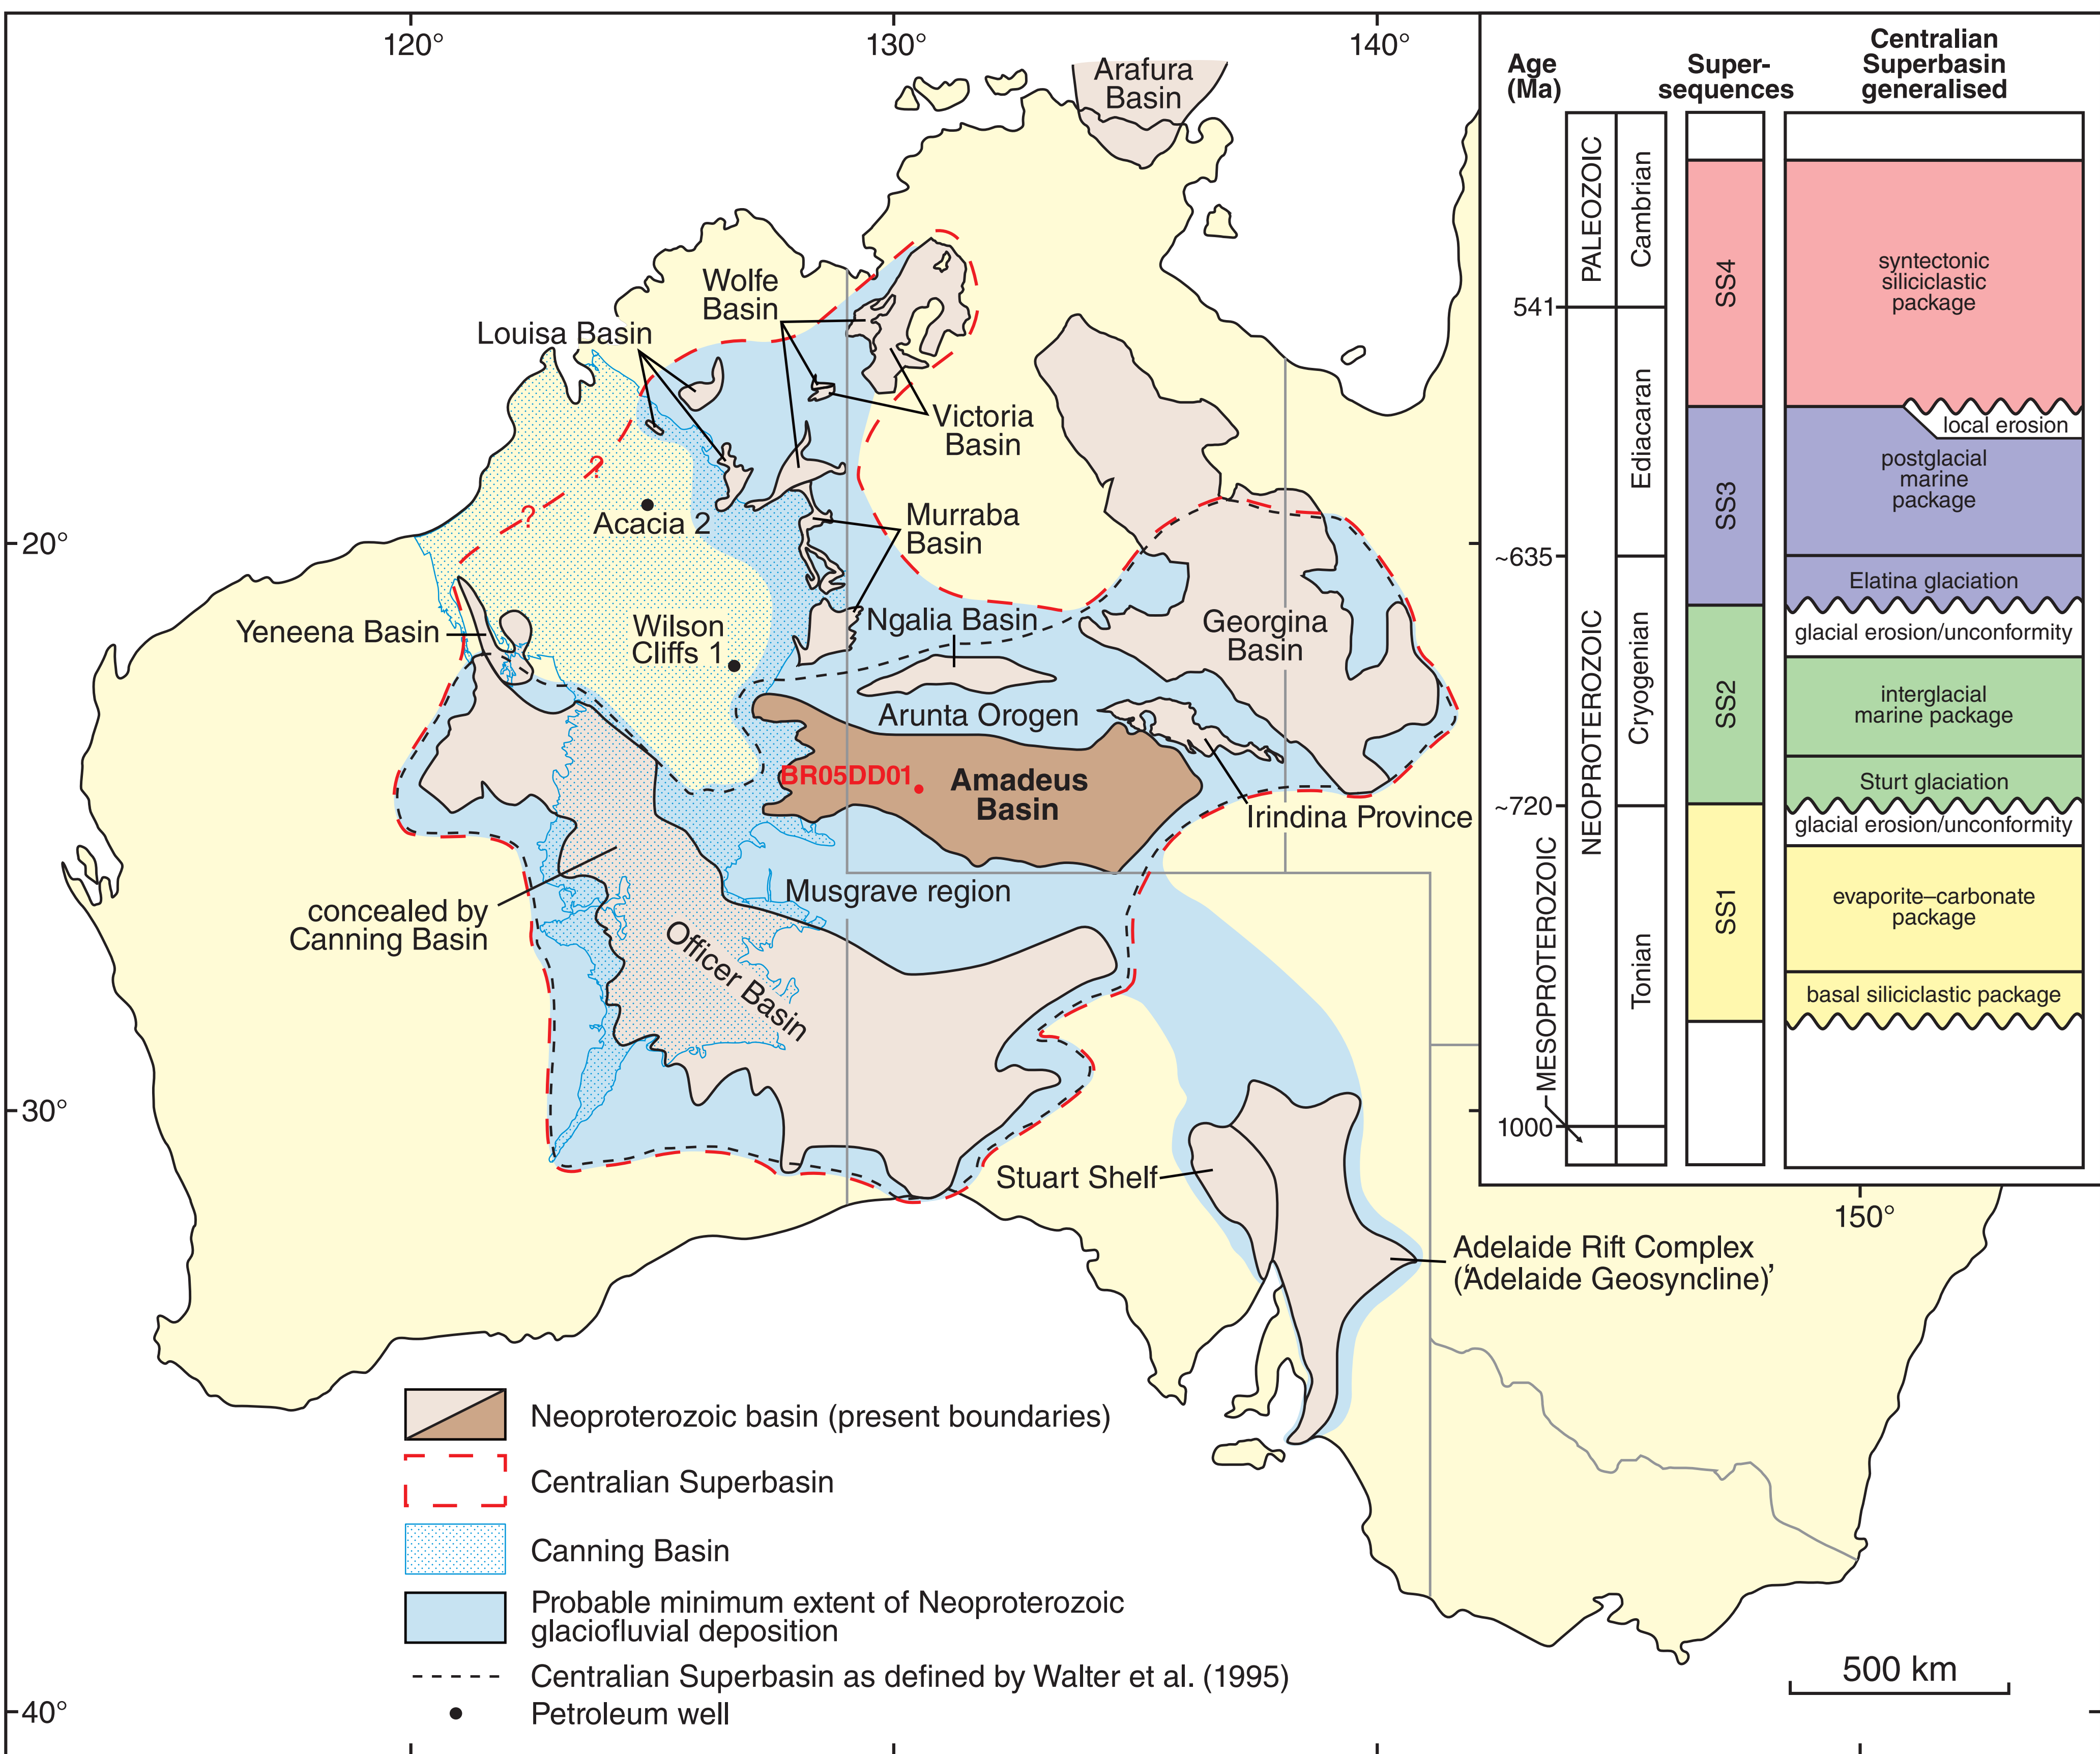 120°
130°
140°
Arafura
Basin
Wolfe
Basin
Louisa Basin
Victoria
Basin
?
?
Acacia 2
Murraba
Basin
20°
Yeneena Basin
Wilson
Cliffs 1
Ngalia Basin
Georgina
Basin
Arunta Orogen
BR05DD01
Amadeus
Basin
Irindina Province
Musgrave region
concealed by
Canning Basin
Officer Basin
30°
Stuart Shelf
Adelaide Rift Complex
(‘Adelaide Geosyncline)’
150°
40°
500 km
Neoproterozoic basin (present boundaries)
Centralian Superbasin
Canning Basin
Probable minimum extent of Neoproterozoic
glaciofluvial deposition
Centralian Superbasin as defined by Walter et al. (1995)
Petroleum well
Age
(Ma)
Super-
sequences
Centralian
Superbasin
generalised
541
~635
~720
1000
PALEOZOIC
NEOPROTEROZOIC
MESOPROTEROZOIC
Cambrian
Ediacaran
Cryogenian
Tonian
SS4
SS3
SS2
SS1
syntectonic
siliciclastic
package
local erosion
postglacial
marine
package
Elatina glaciation
glacial erosion/unconformity
interglacial
marine package
Sturt glaciation
glacial erosion/unconformity
evaporite–carbonate
package
basal siliciclastic package